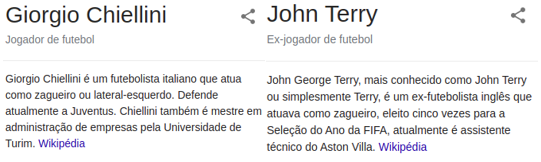 Giorgio Chiellini
Jogador de futebol
Giorgio Chiellini é um futebolista italiano que atua
como zagueiro ou lateral-esquerdo. Defende
atualmente a Juventus. Chiellini também é mestre em
administração de empresas pela Universidade de
Turim. Wikipédia
John Terry
Ex-jogador de futebol
John George Terry, mais conhecido como John Terry
ou simplesmente Terry, é um ex-futebolista inglês que
atuava como zagueiro, eleito cinco vezes para a
Seleção do Ano da FIFA, atualmente é assistente
técnico do Aston Villa. Wikipédia